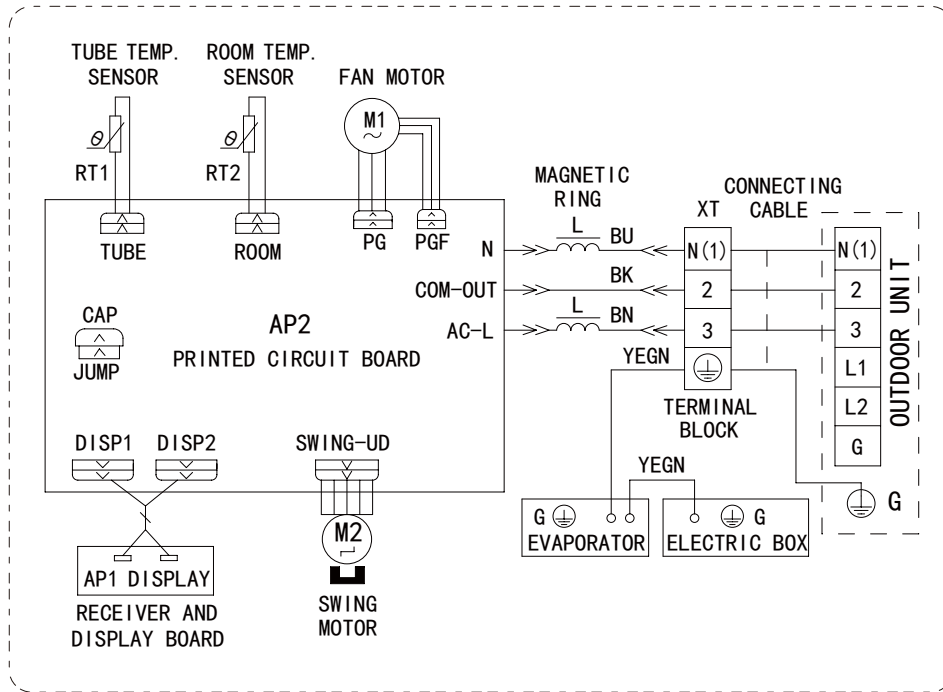 TUBE TEMP.
SENSOR
ROOM TEMP.
SENSOR
FAN MOTOR
θ
RT1
θ
RT2
M1
~
TUBE
ROOM
PG
PGF
MAGNETIC
RING
XT
CONNECTING
CABLE
N
L
BU
N(1)
N(1)
COM-OUT
BK
2
2
AC-L
L
BN
3
3
YEGN
L1
L2
G
G
OUTDOOR UNIT
TERMINAL
BLOCK
CAP
JUMP
AP2
PRINTED CIRCUIT BOARD
DISP1
DISP2
SWING-UD
YEGN
G
EVAPORATOR
G
ELECTRIC BOX
M2
AP1 DISPLAY
RECEIVER AND
DISPLAY BOARD
SWING
MOTOR